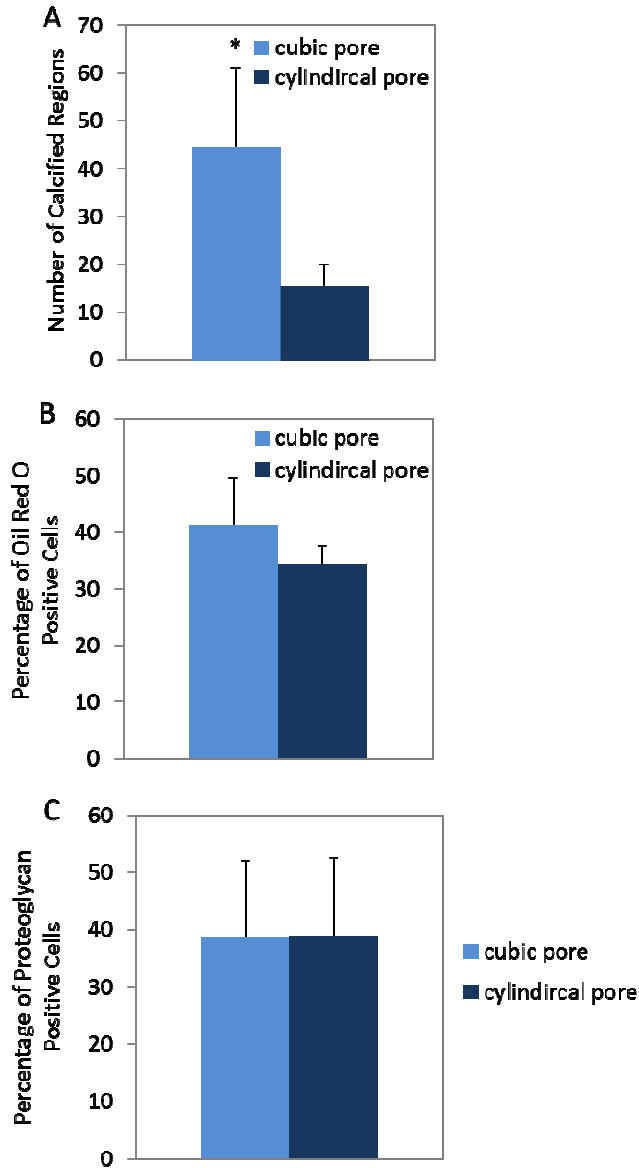 A
Number of Calcified Regions
70
60
50
40
30
20
10
0
*
cubic pore
cylindircal pore
B
Percentage of Oil Red O
Positive Cells
60
50
40
30
20
10
0
cubic pore
cylindircal pore
C
Percentage of Proteoglycan
Positive Cells
60
50
40
30
20
10
0
cubic pore
cylindircal pore